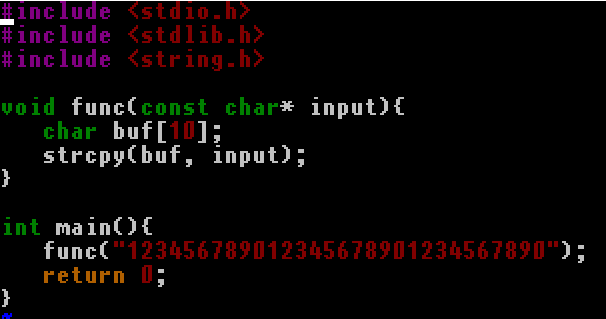 #include <stdio.h>
#include <stdlib.h>
#include <string.h>
void func(const char* input){
char buf[10];
strcpy(buf, input);
}
int main(){
func("123456789012345678901234567890");
return 0;
}
~